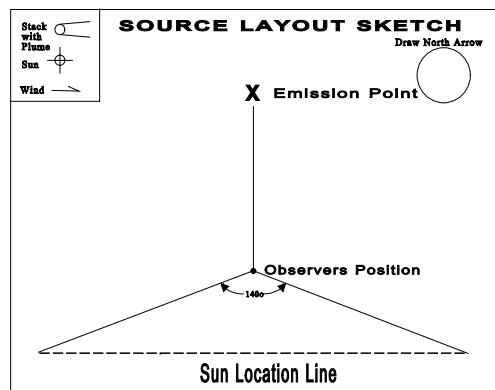 SOURCE LAYOUT SKETCH
Stack
with
Plume
Sun
Wind
Draw North Arrow
X Emission Point
Observers Position
140o
Sun Location Line